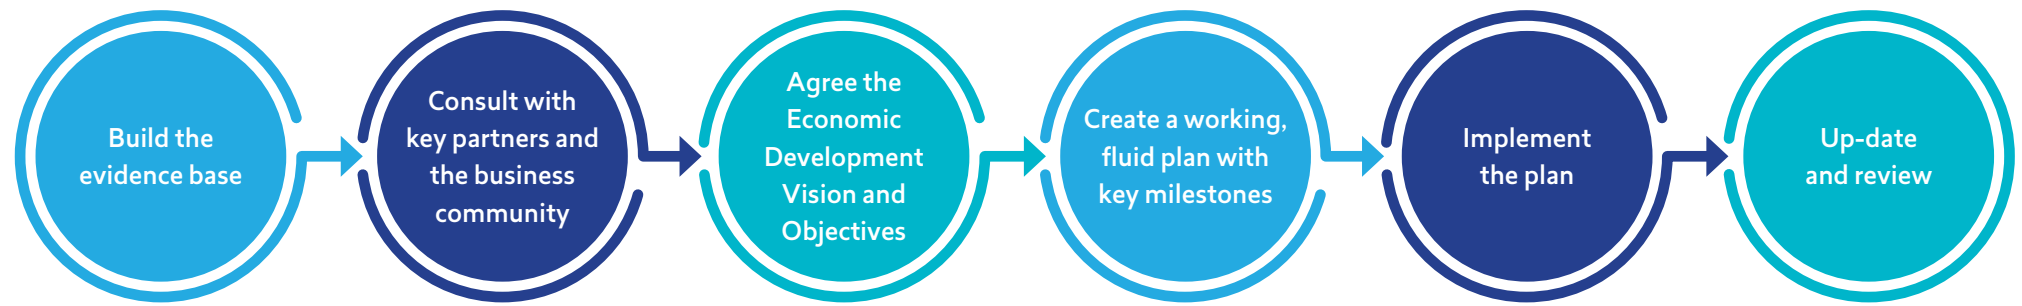 Build the
evidence base
Consult with
key partners and
the business
community
Agree the
Economic
Development
Vision and
Objectives
Create a working,
fluid plan with
key milestones
Implement
the plan
Up-date
and review